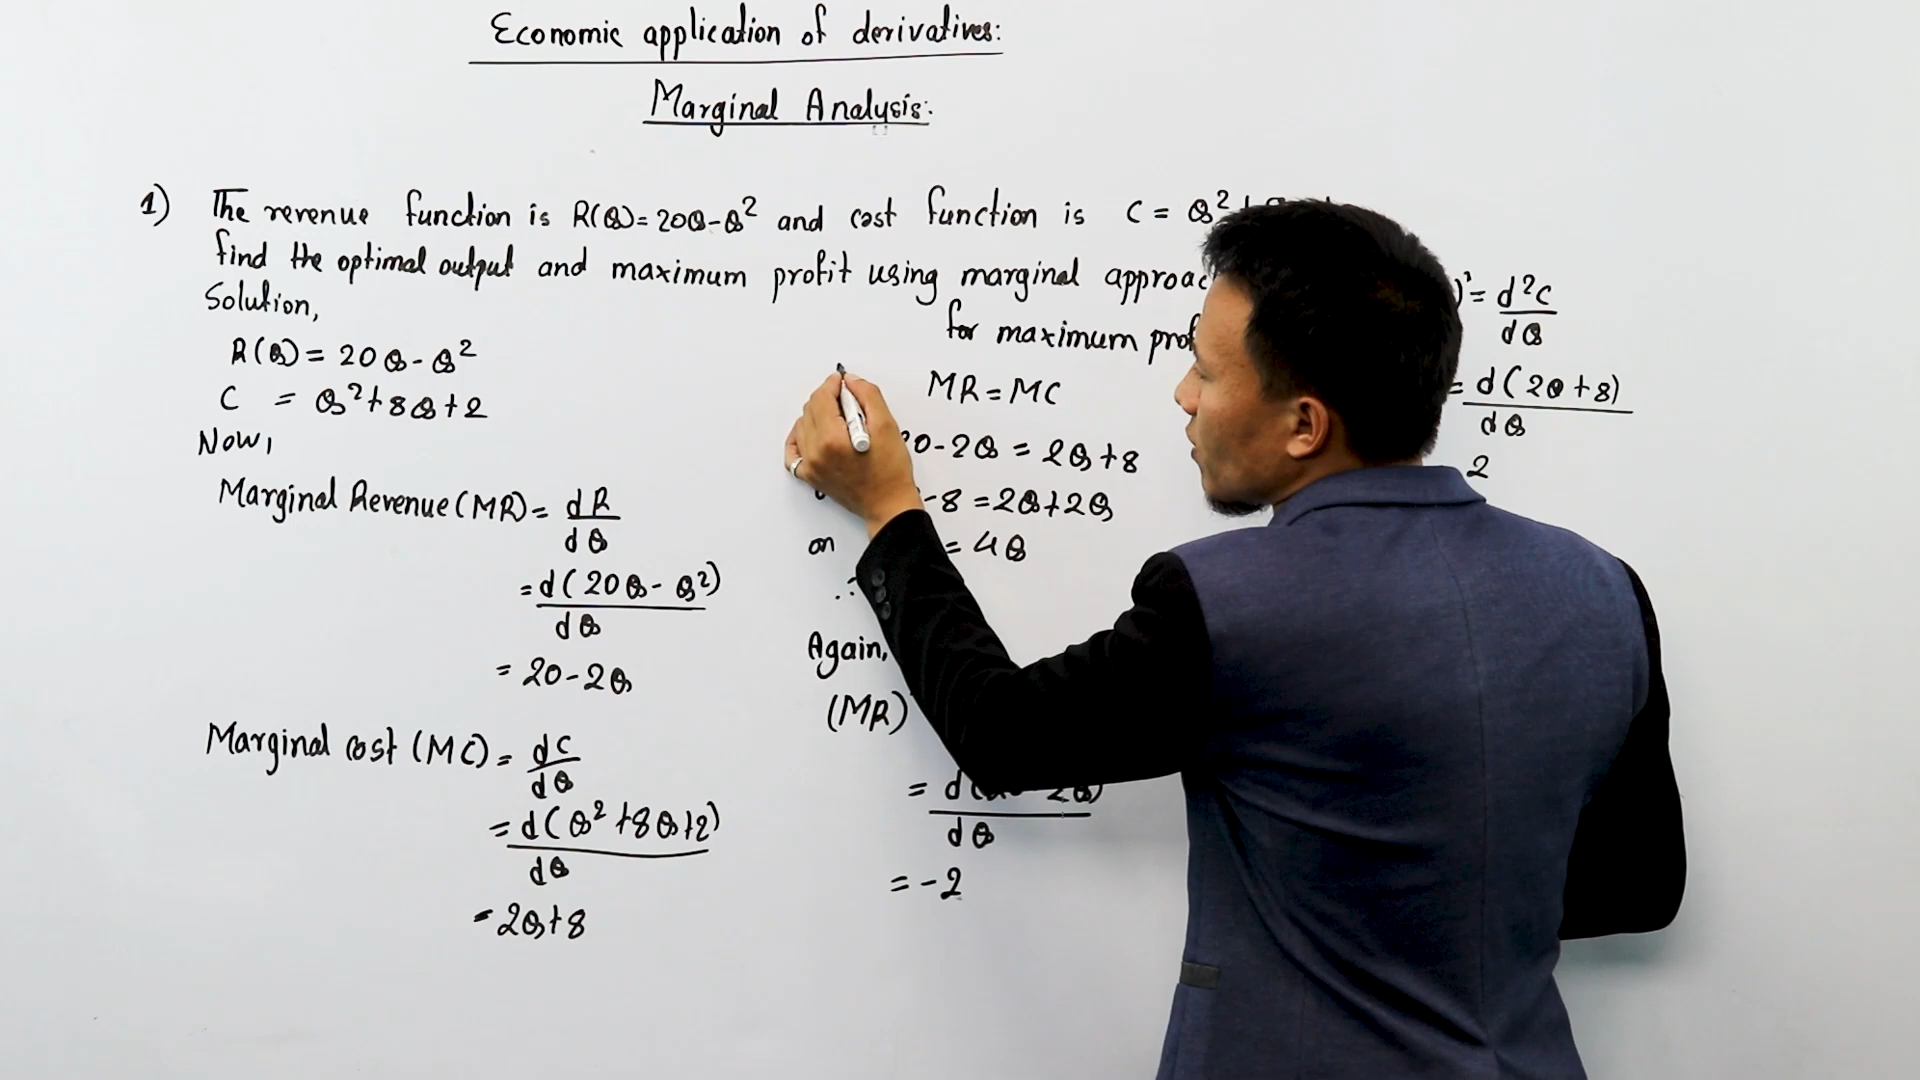 Economic application of derivatives:
Marginal Analysis:
1) The revenue function is R(Q) = 20Q - Q² and cost function is C = Q²
find the optimal output and maximum profit using marginal
Solution,
R(Q) = 20Q - Q²
C = Q² + 8Q + 2
Now,
Marginal Revenue (MR) = dR
dQ
= d(20Q - Q²)
dQ
= 20 - 2Q
Marginal cost (MC) = dC
dQ
= d(Q² + 8Q + 2)
dQ
= 2Q + 8
for maximum
MR = MC
0 - 2Q = 2Q + 8
- 8 = 2Q + 2Q
or = 4Q
∴
Again,
(MR)
= d( 2Q)
dQ
= -2
)' = d²C
dQ
= d(2Q + 8)
dQ
2